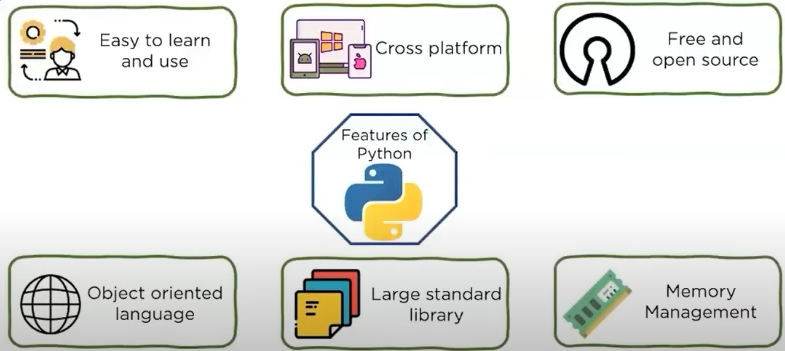 Easy to learn
and use
Cross platform
Free and
open source
Features of
Python
Object oriented
language
Large standard
library
Memory
Management